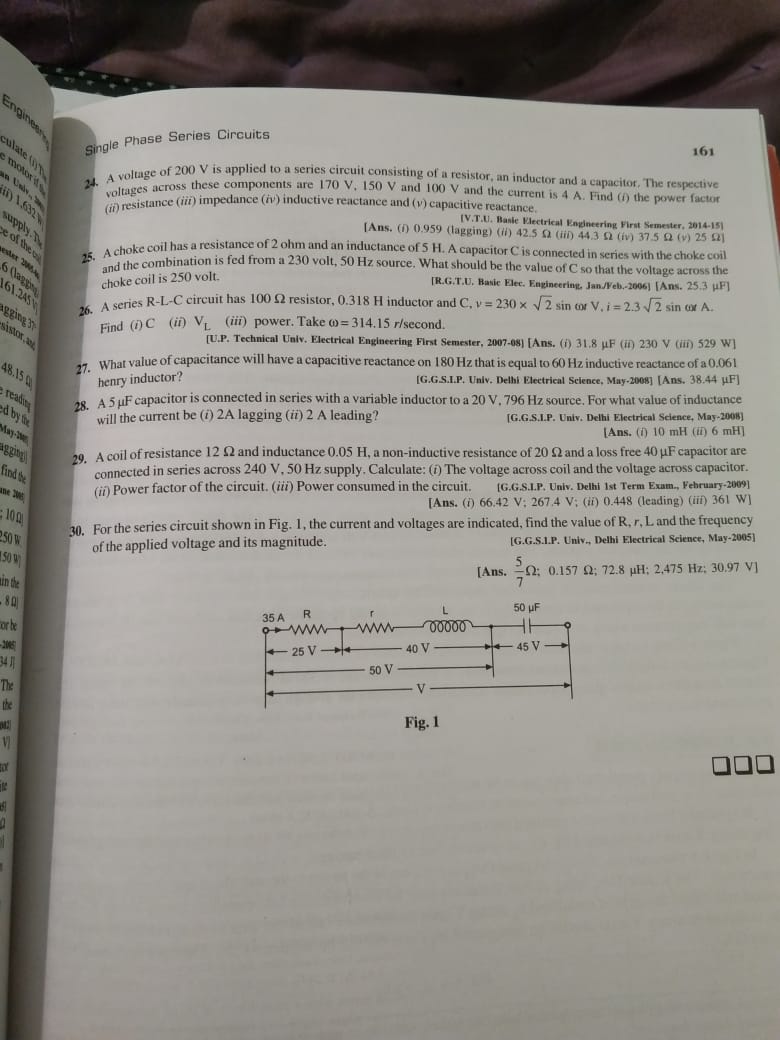 Engineering
Single Phase Series Circuits
161
24. A voltage of 200 V is applied to a series circuit consisting of a resistor, an inductor and a capacitor. The respective
voltages across these components are 170 V, 150 V and 100 V and the current is 4 A. Find (i) the power factor
(ii) resistance (iii) impedance (iv) inductive reactance and (v) capacitive reactance.
[V.T.U. Basic Electrical Engineering First Semester, 2014-15]
[Ans. (i) 0.959 (lagging) (ii) 42.5 Ω (iii) 44.3 Ω (iv) 37.5 Ω (v) 25 Ω]
25. A choke coil has a resistance of 2 ohm and an inductance of 5 H. A capacitor C is connected in series with the choke coil
and the combination is fed from a 230 volt, 50 Hz source. What should be the value of C so that the voltage across the
choke coil is 250 volt.
[R.G.T.U. Basic Elec. Engineering, Jan./Feb.-2006] [Ans. 25.3 μF]
26. A series R-L-C circuit has 100 Ω resistor, 0.318 H inductor and C, v = 230 × √2 sin ωr V, i = 2.3 √2 sin ωr A.
Find (i) C (ii) V_L (iii) power. Take ω = 314.15 r/second.
[U.P. Technical Univ. Electrical Engineering First Semester, 2007-08] [Ans. (i) 31.8 μF (ii) 230 V (iii) 529 W]
27. What value of capacitance will have a capacitive reactance on 180 Hz that is equal to 60 Hz inductive reactance of a 0.061
henry inductor?
[G.G.S.I.P. Univ. Delhi Electrical Science, May-2008] [Ans. 38.44 μF]
28. A 5 μF capacitor is connected in series with a variable inductor to a 20 V, 796 Hz source. For what value of inductance
will the current be (i) 2A lagging (ii) 2 A leading?
[G.G.S.I.P. Univ. Delhi Electrical Science, May-2008]
[Ans. (i) 10 mH (ii) 6 mH]
29. A coil of resistance 12 Ω and inductance 0.05 H, a non-inductive resistance of 20 Ω and a loss free 40 μF capacitor are
connected in series across 240 V, 50 Hz supply. Calculate: (i) The voltage across coil and the voltage across capacitor.
(ii) Power factor of the circuit. (iii) Power consumed in the circuit.
[G.G.S.I.P. Univ. Delhi 1st Term Exam., February-2009]
[Ans. (i) 66.42 V; 267.4 V; (ii) 0.448 (leading) (iii) 361 W]
30. For the series circuit shown in Fig. 1, the current and voltages are indicated, find the value of R, r, L and the frequency
of the applied voltage and its magnitude.
[G.G.S.I.P. Univ., Delhi Electrical Science, May-2005]
[Ans. 5/7 Ω; 0.157 Ω; 72.8 μH; 2,475 Hz; 30.97 V]
35 A R r L 50 μF
25 V 40 V 45 V
50 V
V
Fig. 1